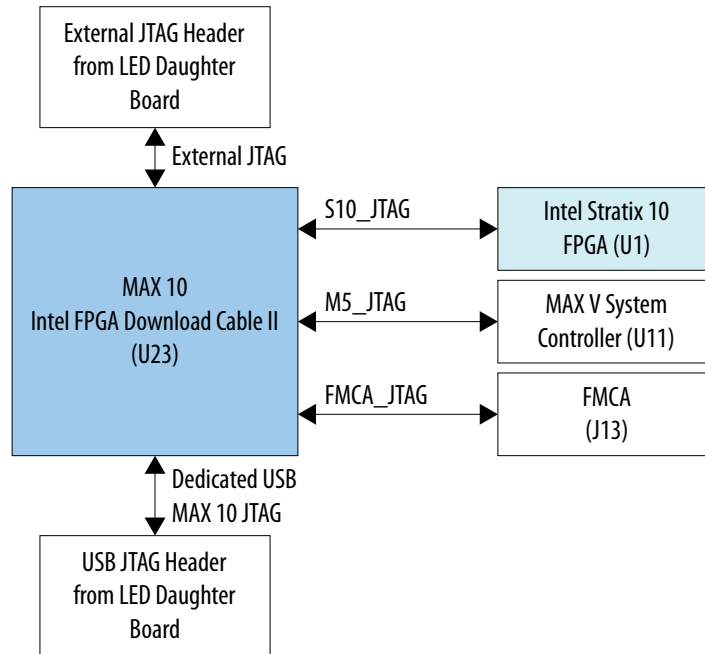 External JTAG Header
from LED Daughter
Board
External JTAG
S10_JTAG
Intel Stratix 10
FPGA (U1)
MAX 10
Intel FPGA Download Cable II
(U23)
M5_JTAG
MAX V System
Controller (U11)
FMCA_JTAG
FMCA
(J13)
Dedicated USB
MAX 10 JTAG
USB JTAG Header
from LED Daughter
Board